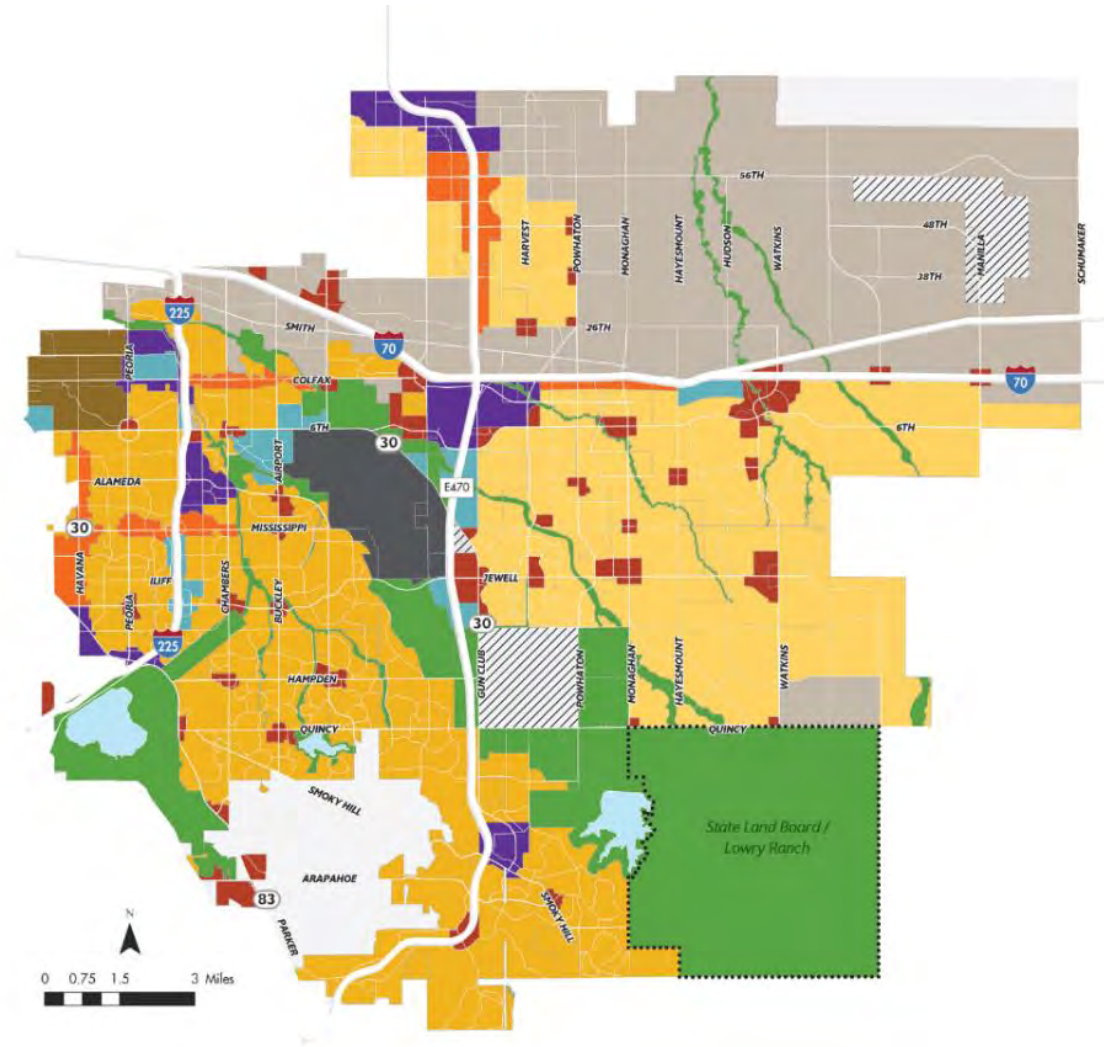 56TH
48TH
38TH
26TH
HARVEST
POWHATON
MONAGHAN
HAYESMOUNT
HUDSON
WATKINS
MANILLA
SCHUMAKER
225
SMITH
70
PEORIA
COLFAX
70
6TH
30
6TH
AIRPORT
ALAMEDA
E470
30
MISSISSIPPI
HAVANA
ILIFF
JEWELL
CHAMBERS
BUCKLEY
PEORIA
30
225
GUN CLUB
POWHATON
MONAGHAN
HAYESMOUNT
WATKINS
HAMPDEN
QUINCY
QUINCY
SMOKY HILL
State Land Board /
Lowry Ranch
ARAPAHOE
83
SMOKY HILL
PARKER
N
0 0.75 1.5 3 Miles